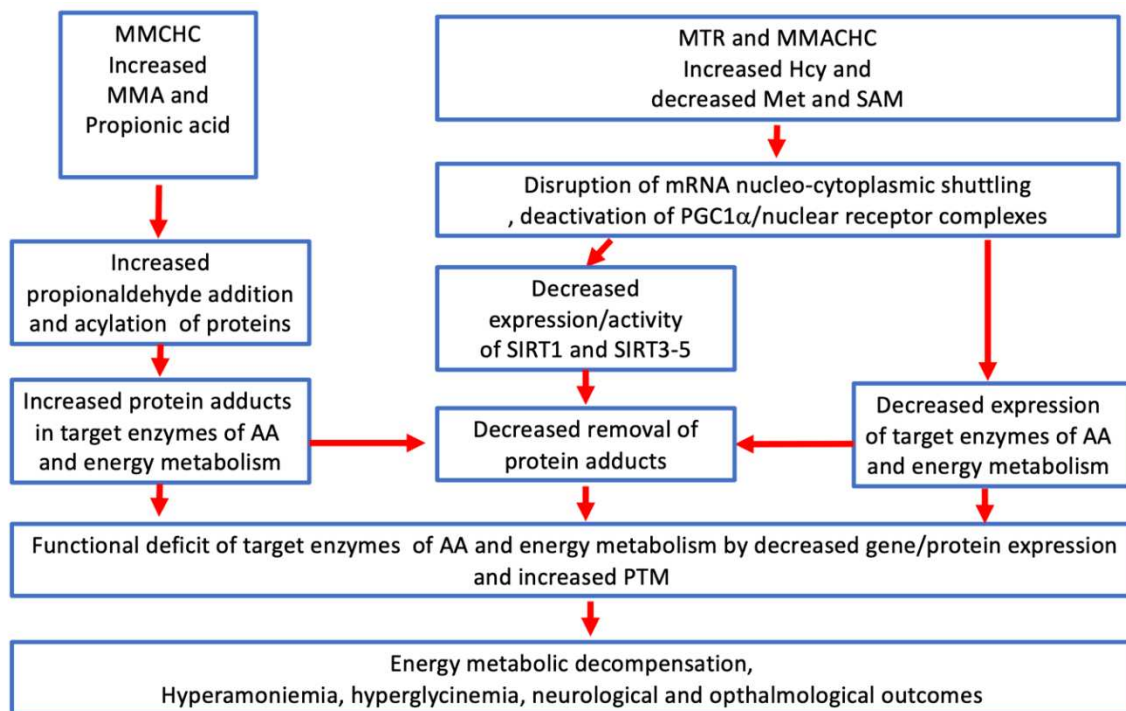 MMCHC
Increased
MMA and
Propionic acid
MTR and MMACHC
Increased Hcy and
decreased Met and SAM
Disruption of mRNA nucleo-cytoplasmic shuttling
, deactivation of PGC1α/nuclear receptor complexes
Increased
propionaldehyde addition
and acylation of proteins
Decreased
expression/activity
of SIRT1 and SIRT3-5
Increased protein adducts
in target enzymes of AA
and energy metabolism
Decreased removal of
protein adducts
Decreased expression
of target enzymes of AA
and energy metabolism
Functional deficit of target enzymes of AA and energy metabolism by decreased gene/protein expression
and increased PTM
Energy metabolic decompensation,
Hyperamoniemia, hyperglycinemia, neurological and opthalmological outcomes